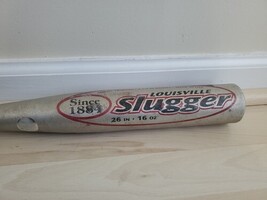 Since
1884
LOUISVILLE
Slugger
26 IN • 16 OZ